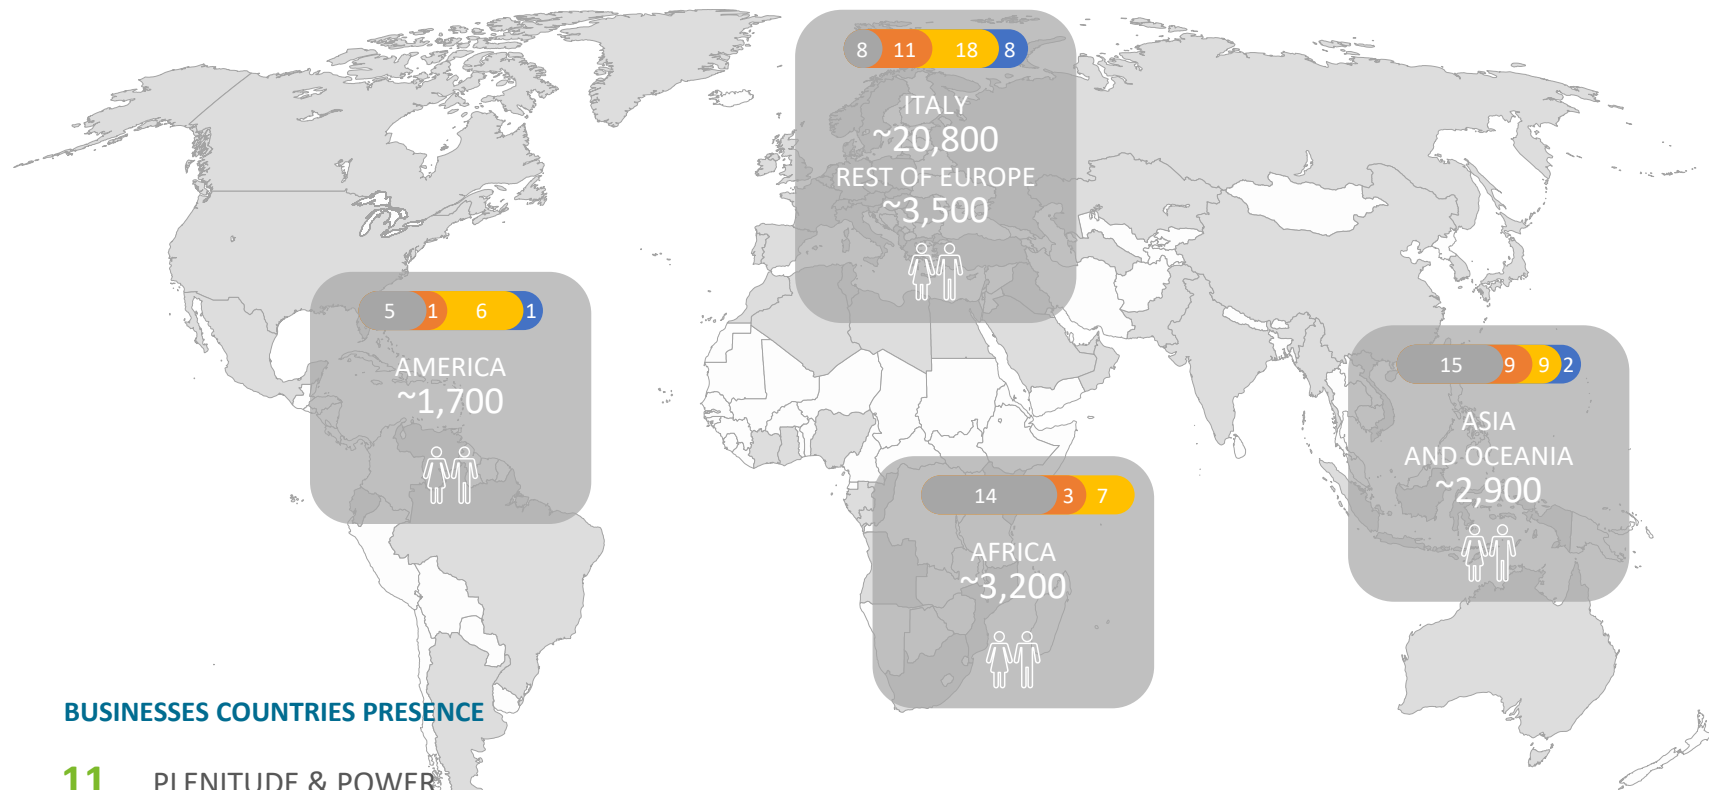 8 11 18 8
ITALY
~20,800
REST OF EUROPE
~3,500
5 1 6 1
AMERICA
~1,700
15 9 9 2
ASIA
AND OCEANIA
~2,900
14 3 7
AFRICA
~3,200
BUSINESSES COUNTRIES PRESENCE
11 PLENITUDE & POWER